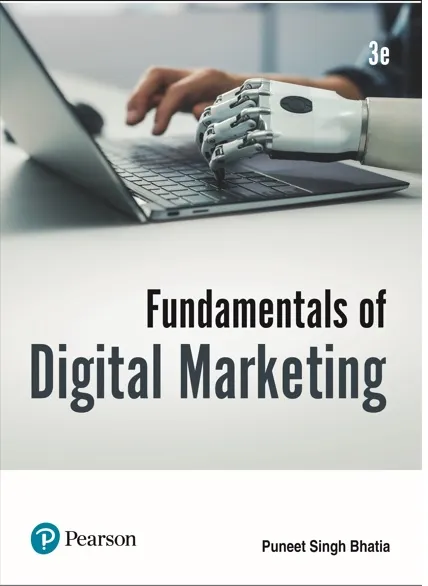 3e
Fundamentals of
Digital Marketing
Pearson
Puneet Singh Bhatia